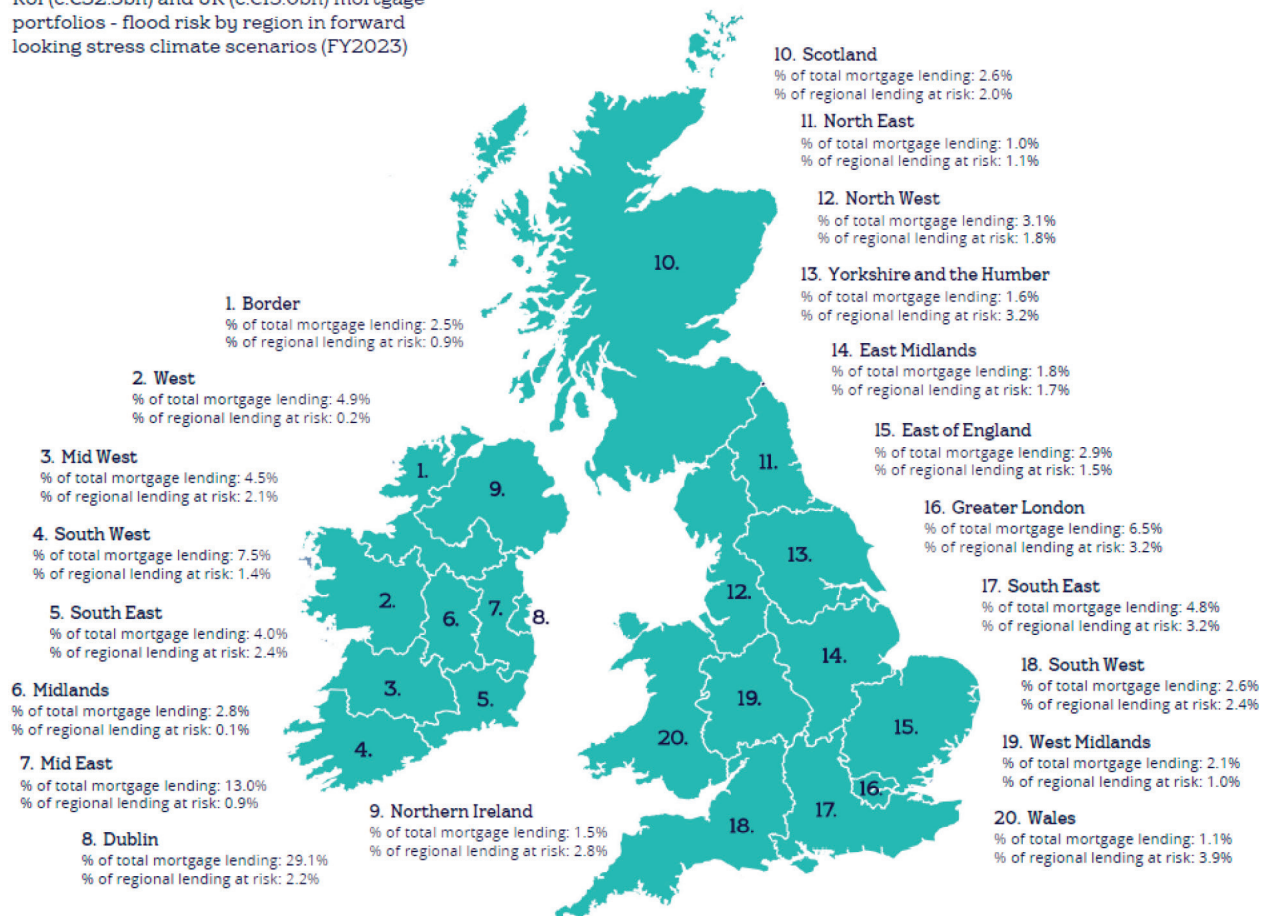 portfolios - flood risk by region in forward
looking stress climate scenarios (FY2023)
10. Scotland
% of total mortgage lending: 2.6%
% of regional lending at risk: 2.0%
11. North East
% of total mortgage lending: 1.0%
% of regional lending at risk: 1.1%
12. North West
% of total mortgage lending: 3.1%
% of regional lending at risk: 1.8%
13. Yorkshire and the Humber
% of total mortgage lending: 1.6%
% of regional lending at risk: 3.2%
14. East Midlands
% of total mortgage lending: 1.8%
% of regional lending at risk: 1.7%
15. East of England
% of total mortgage lending: 2.9%
% of regional lending at risk: 1.5%
16. Greater London
% of total mortgage lending: 6.5%
% of regional lending at risk: 3.2%
17. South East
% of total mortgage lending: 4.8%
% of regional lending at risk: 3.2%
18. South West
% of total mortgage lending: 2.6%
% of regional lending at risk: 2.4%
19. West Midlands
% of total mortgage lending: 2.1%
% of regional lending at risk: 1.0%
20. Wales
% of total mortgage lending: 1.1%
% of regional lending at risk: 3.9%
1. Border
% of total mortgage lending: 2.5%
% of regional lending at risk: 0.9%
2. West
% of total mortgage lending: 4.9%
% of regional lending at risk: 0.2%
3. Mid West
% of total mortgage lending: 4.5%
% of regional lending at risk: 2.1%
4. South West
% of total mortgage lending: 7.5%
% of regional lending at risk: 1.4%
5. South East
% of total mortgage lending: 4.0%
% of regional lending at risk: 2.4%
6. Midlands
% of total mortgage lending: 2.8%
% of regional lending at risk: 0.1%
7. Mid East
% of total mortgage lending: 13.0%
% of regional lending at risk: 0.9%
8. Dublin
% of total mortgage lending: 29.1%
% of regional lending at risk: 2.2%
9. Northern Ireland
% of total mortgage lending: 1.5%
% of regional lending at risk: 2.8%
10.
1.
9.
11.
2.
6.
7.
8.
12.
13.
3.
5.
4.
14.
19.
20.
15.
16.
17.
18.